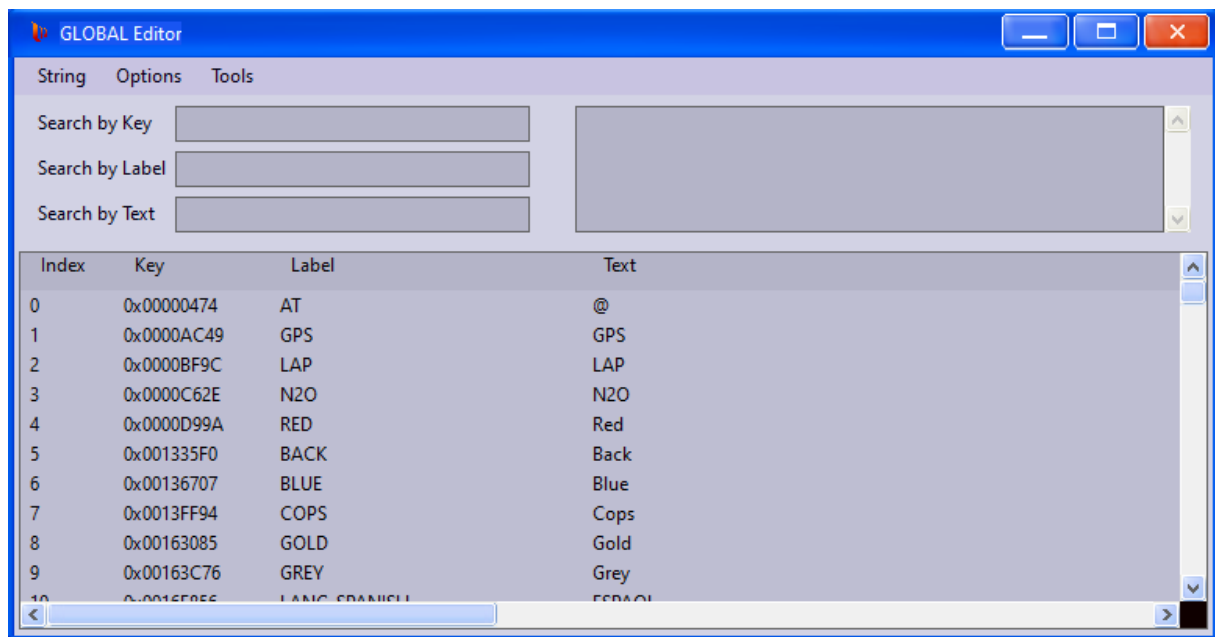 GLOBAL Editor
String Options Tools
Search by Key
Search by Label
Search by Text
Index Key Label Text
0 0x00000474 AT @
1 0x0000AC49 GPS GPS
2 0x0000BF9C LAP LAP
3 0x0000C62E N2O N2O
4 0x0000D99A RED Red
5 0x001335F0 BACK Back
6 0x00136707 BLUE Blue
7 0x0013FF94 COPS Cops
8 0x00163085 GOLD Gold
9 0x00163C76 GREY Grey
10 LANG_SPANISH